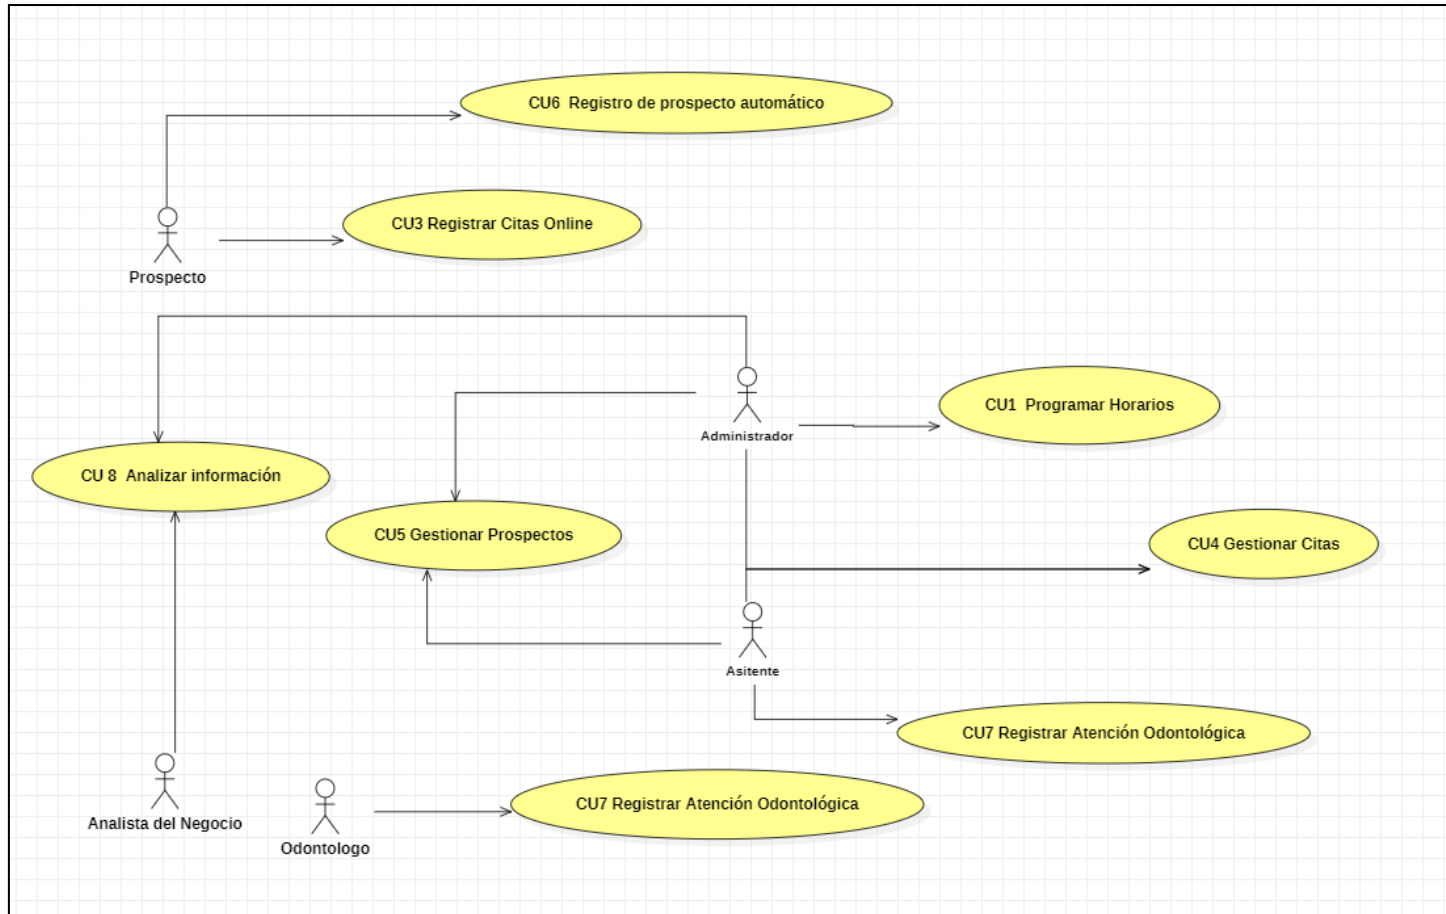 CU6  Registro de prospecto automático
CU3 Registrar Citas Online
Prospecto
CU1  Programar Horarios
Administrador
CU 8  Analizar información
CU5 Gestionar Prospectos
CU4 Gestionar Citas
Asitente
CU7 Registrar Atención Odontológica
CU7 Registrar Atención Odontológica
Analista del Negocio
Odontologo